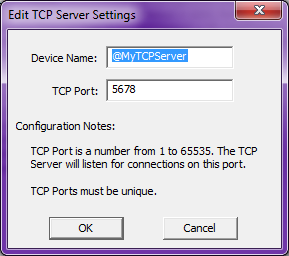 Edit TCP Server Settings
Device Name: @MyTCPServer
TCP Port: 5678
Configuration Notes:
TCP Port is a number from 1 to 65535. The TCP
Server will listen for connections on this port.
TCP Ports must be unique.
OK Cancel